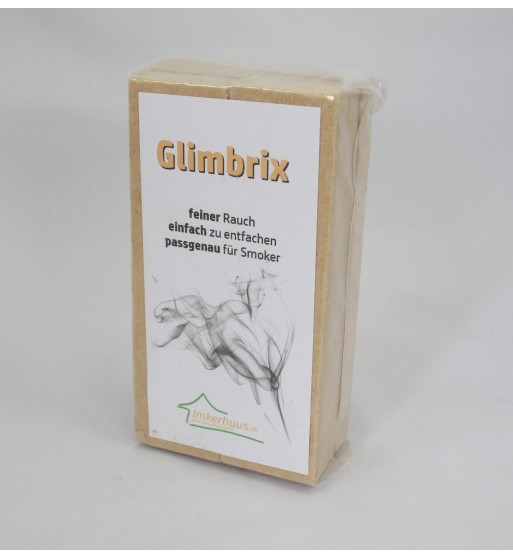 Glimbrix
feiner Rauch
einfach zu entfachen
passgenau für Smoker
imkerhuus.ch